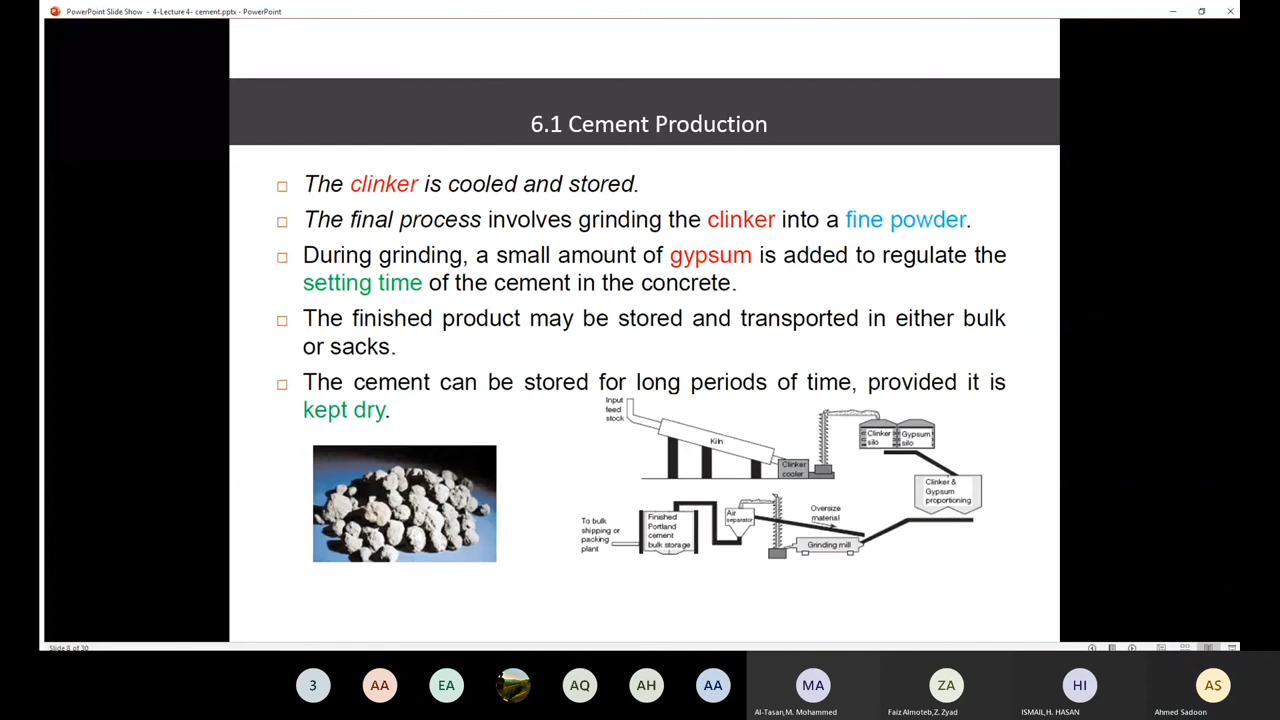 PowerPoint Slide Show - 4-Lecture 4- cement.pptx - PowerPoint
6.1 Cement Production
The clinker is cooled and stored.
The final process involves grinding the clinker into a fine powder.
During grinding, a small amount of gypsum is added to regulate the
setting time of the cement in the concrete.
The finished product may be stored and transported in either bulk
or sacks.
The cement can be stored for long periods of time, provided it is
kept dry.
Input
feed
stock
Kiln
Clinker
cooler
Clinker
silo
Gypsum
silo
Clinker &
Gypsum
proportioning
To bulk
shipping or
packing
plant
Finished
Portland
cement
bulk storage
Air
separator
Oversize
material
Grinding mill
Slide 8 of 30
3
AA
EA
AQ
AH
AA
MA
ZA
HI
AS
Al-Tasan,M. Mohammed
Faiz Almoteb,Z. Zyad
ISMAIL,H. HASAN
Ahmed Sadoon